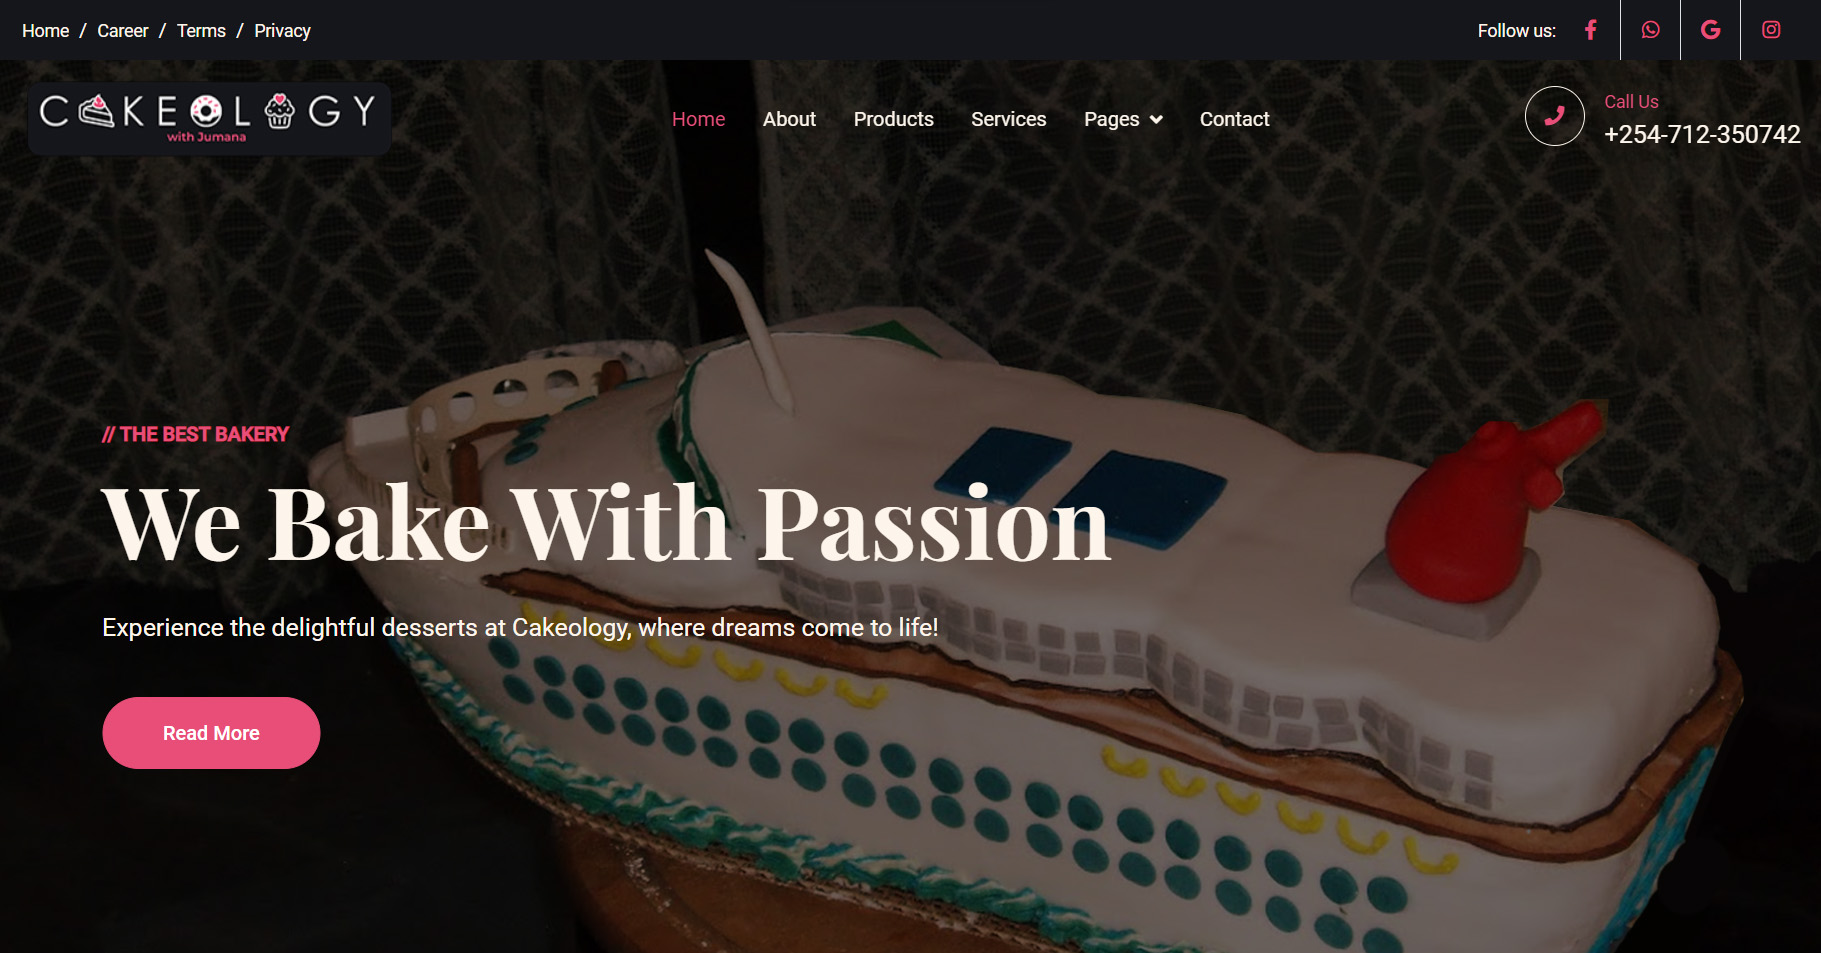 Home / Career / Terms / Privacy
Follow us:
CAKEOLOGY
with Jumana
Home About Products Services Pages Contact
Call Us
+254-712-350742
// THE BEST BAKERY
We Bake With Passion
Experience the delightful desserts at Cakeology, where dreams come to life!
Read More